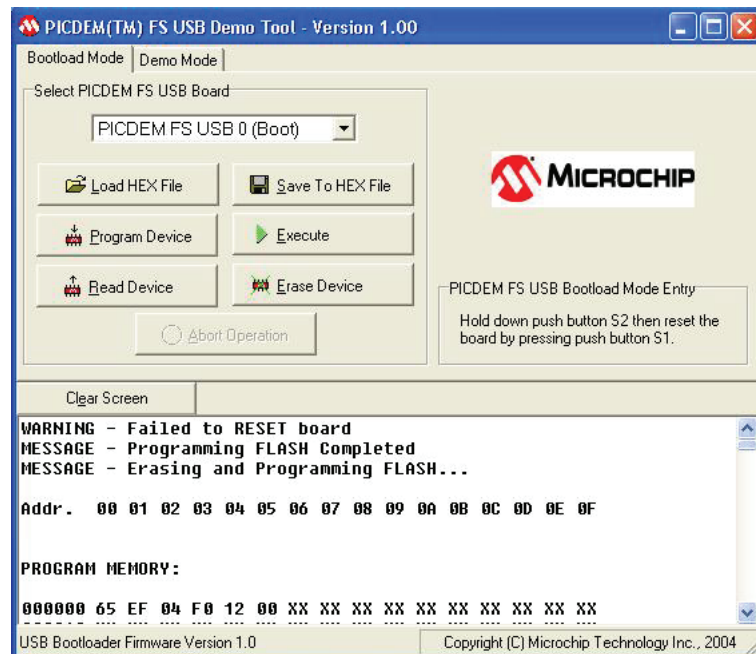 PICDEM(TM) FS USB Demo Tool - Version 1.00
Bootload Mode
Demo Mode
Select PICDEM FS USB Board
PICDEM FS USB 0 (Boot)
Load HEX File
Save To HEX File
Program Device
Execute
Read Device
Erase Device
Abort Operation
MICROCHIP
PICDEM FS USB Bootload Mode Entry
Hold down push button S2 then reset the
board by pressing push button S1.
Clear Screen
WARNING - Failed to RESET board
MESSAGE - Programming FLASH Completed
MESSAGE - Erasing and Programming FLASH...
Addr. 00 01 02 03 04 05 06 07 08 09 0A 0B 0C 0D 0E 0F
PROGRAM MEMORY:
000000 65 EF 04 F0 12 00 XX XX XX XX XX XX XX XX XX XX
USB Bootloader Firmware Version 1.0
Copyright (C) Microchip Technology Inc., 2004